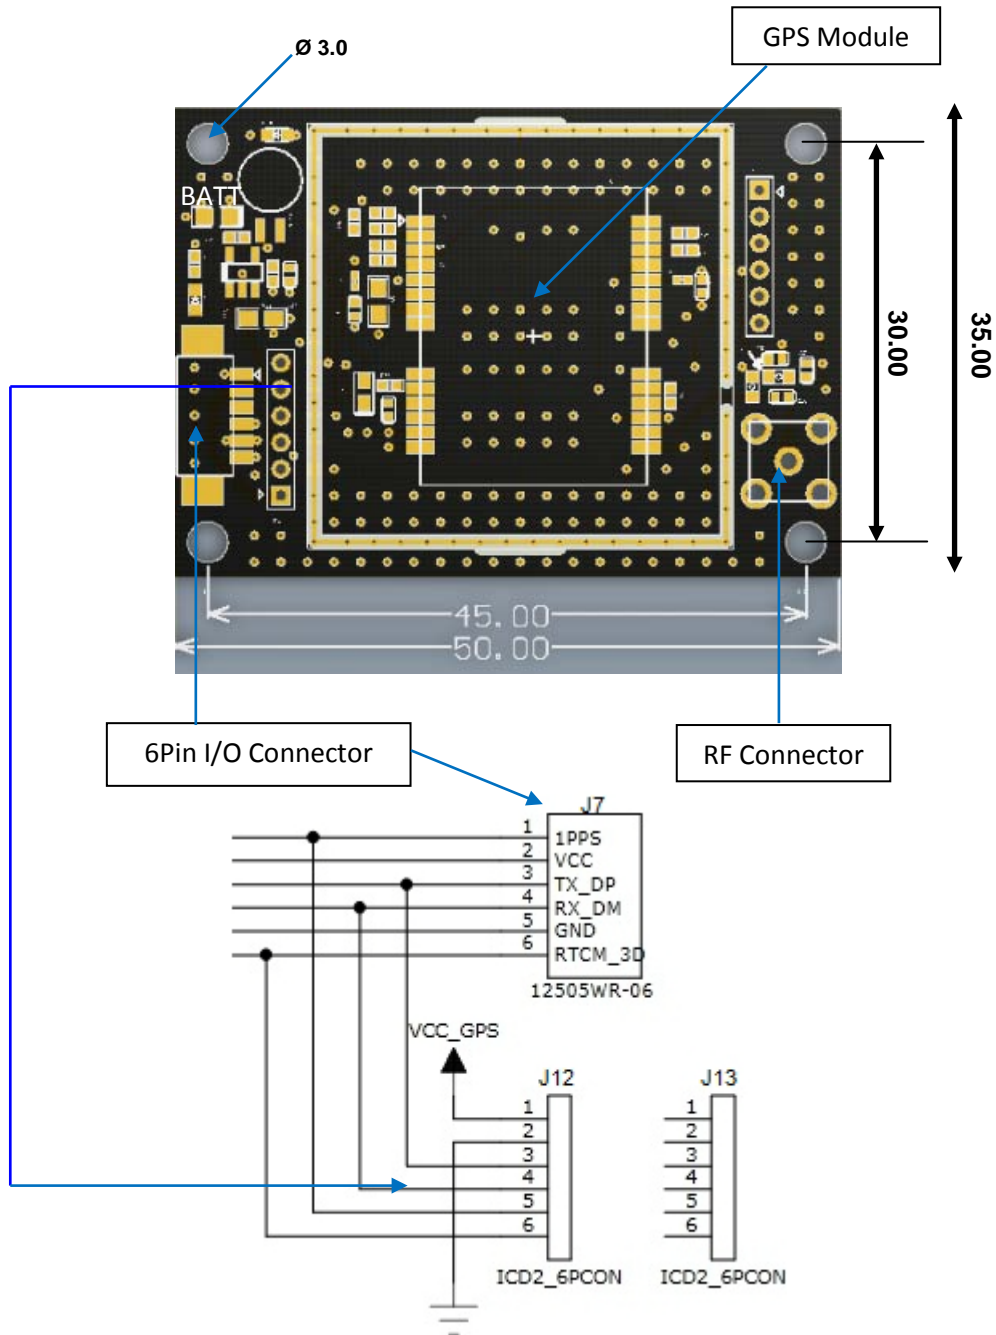 Ø 3.0
GPS Module
BATT
30.00
35.00
45.00
50.00
6Pin I/O Connector
RF Connector
J7
1 1PPS
2 VCC
3 TX_DP
4 RX_DM
5 GND
6 RTCM_3D
12505WR-06
VCC_GPS
J12
1
2
3
4
5
6
ICD2_6PCON
J13
1
2
3
4
5
6
ICD2_6PCON